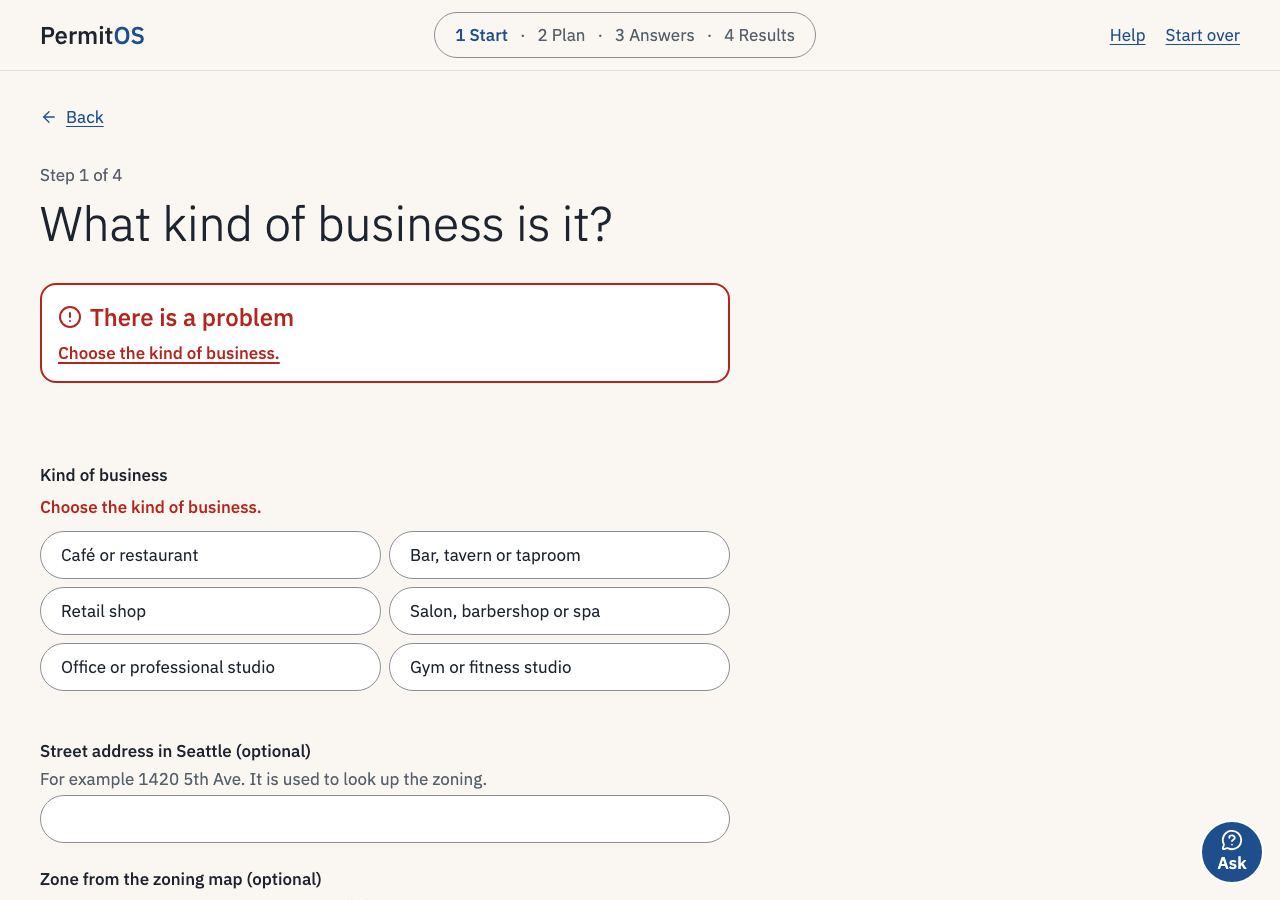 PermitOS
1 Start · 2 Plan · 3 Answers · 4 Results
Help
Start over
Back
Step 1 of 4
What kind of business is it?
There is a problem
Choose the kind of business.
Kind of business
Choose the kind of business.
Café or restaurant
Bar, tavern or taproom
Retail shop
Salon, barbershop or spa
Office or professional studio
Gym or fitness studio
Street address in Seattle (optional)
For example 1420 5th Ave. It is used to look up the zoning.
Ask
Zone from the zoning map (optional)